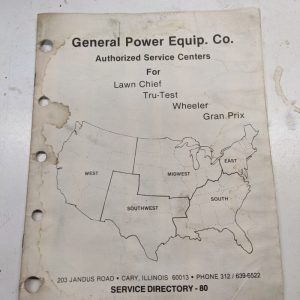 General Power Equip. Co.
Authorized Service Centers
For
Lawn Chief
Tru-Test
Wheeler
Gran Prix
WEST
MIDWEST
EAST
SOUTHWEST
SOUTH
203 JANDUS ROAD • CARY, ILLINOIS 60013 • PHONE 312 / 639-6522
SERVICE DIRECTORY - 80